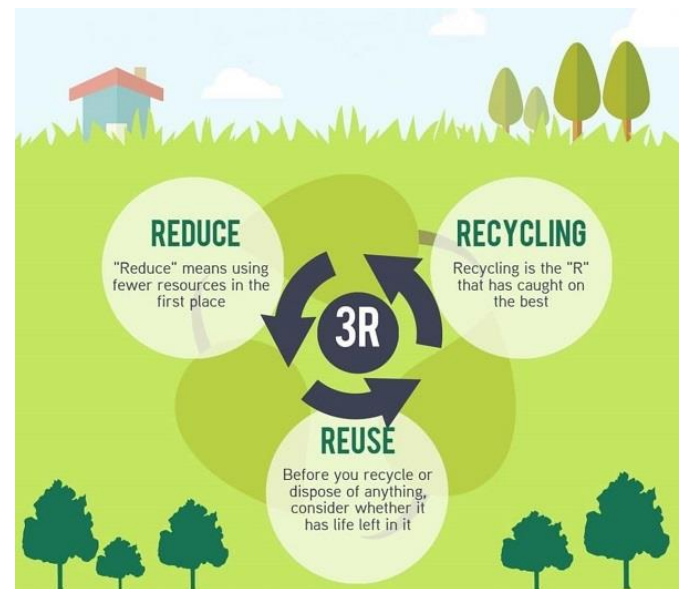 REDUCE
"Reduce" means using
fewer resources in the
first place
RECYCLING
Recycling is the "R"
that has caught on
the best
3R
REUSE
Before you recycle or
dispose of anything,
consider whether it
has life left in it